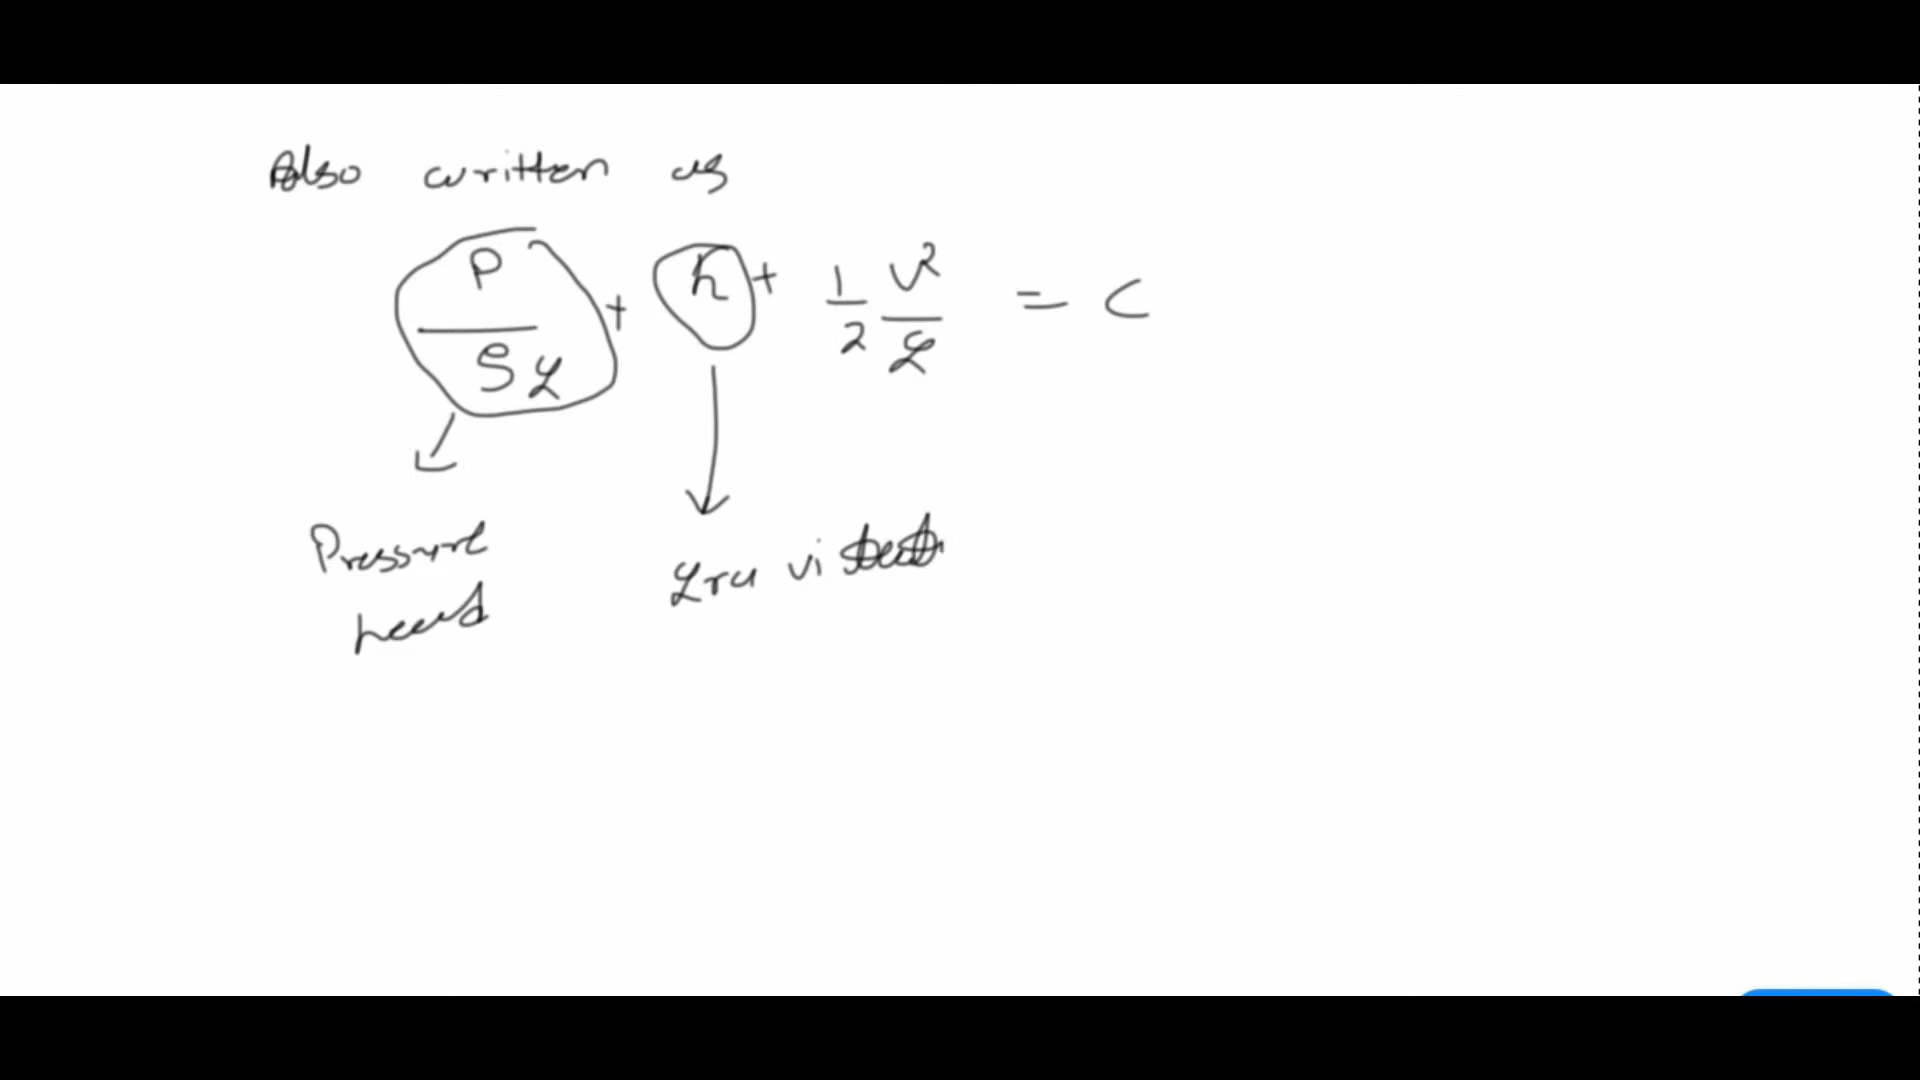 Also written as
P/ρg + h + 1/2 v²/g = C
Pressure
head
gravi